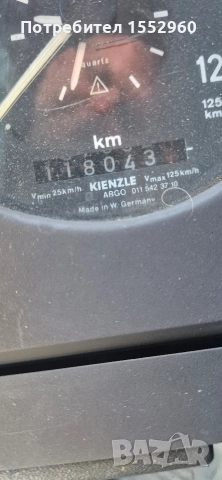 Потребител 1552960
quartz
12
125
km
km
118043
Vmin 25km/h KIENZLE Vmax 125km/h
ARGO 011 542 37 10
Made in W. Germany
BAZAR